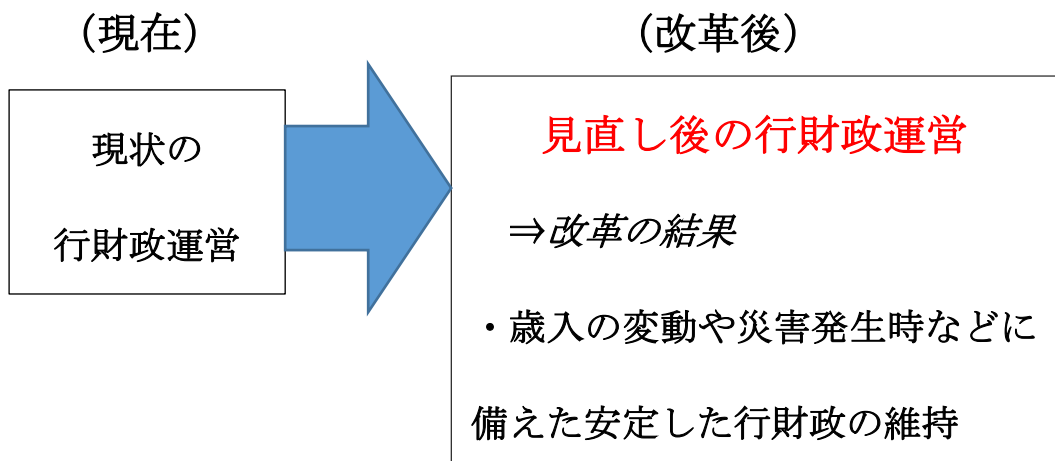 （現在）
（改革後）
現状の
行財政運営
見直し後の行財政運営
⇒改革の結果
・歳入の変動や災害発生時などに
備えた安定した行財政の維持